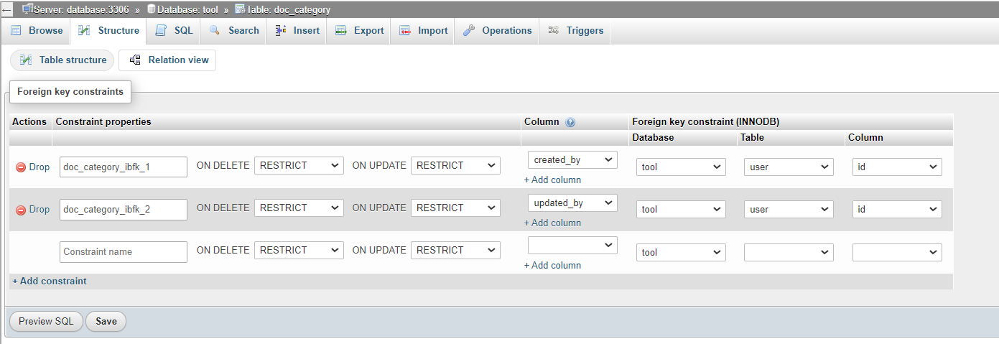 Server: database:3306 » Database: tool » Table: doc_category
Browse Structure SQL Search Insert Export Import Operations Triggers
Table structure Relation view
Foreign key constraints
Actions Constraint properties Column Foreign key constraint (INNODB)
Database Table Column
Drop doc_category_ibfk_1 ON DELETE RESTRICT ON UPDATE RESTRICT created_by tool user id
+ Add column
Drop doc_category_ibfk_2 ON DELETE RESTRICT ON UPDATE RESTRICT updated_by tool user id
+ Add column
Constraint name ON DELETE RESTRICT ON UPDATE RESTRICT tool
+ Add column
+ Add constraint
Preview SQL Save